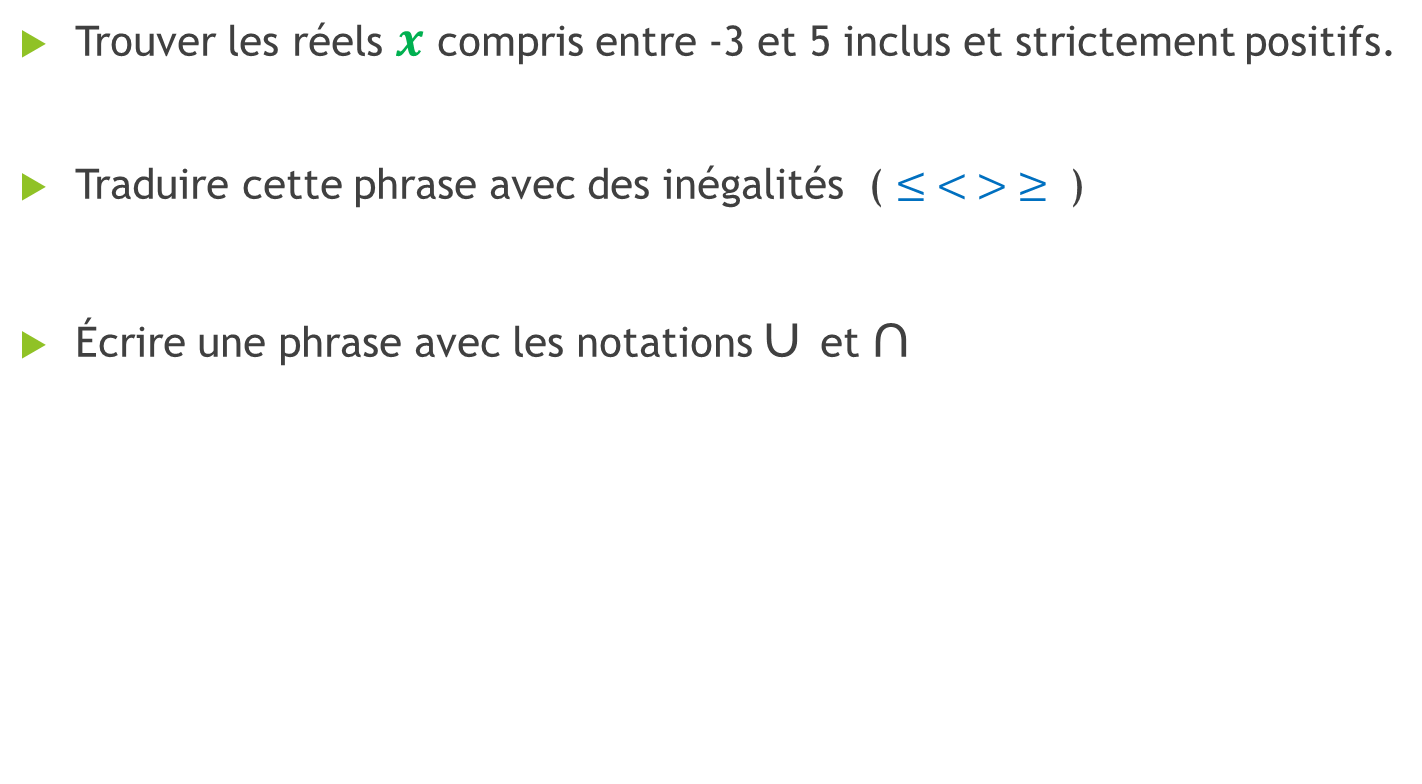 Trouver les réels x compris entre -3 et 5 inclus et strictement positifs.
Traduire cette phrase avec des inégalités ( ≤ < > ≥ )
Écrire une phrase avec les notations ∪ et ∩